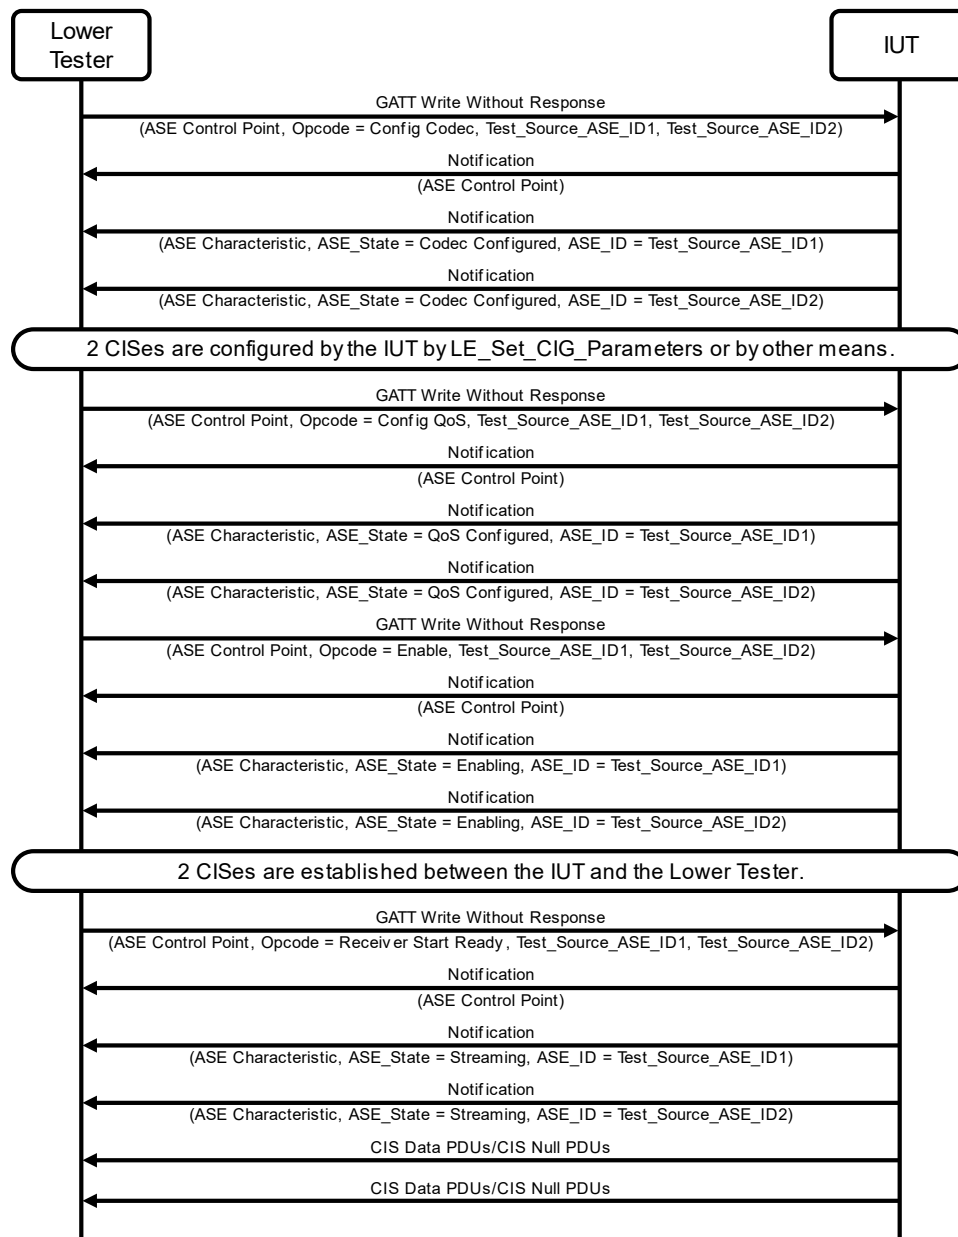 Lower
Tester
IUT
GATT Write Without Response
(ASE Control Point, Opcode = Config Codec, Test_Source_ASE_ID1, Test_Source_ASE_ID2)
Notification
(ASE Control Point)
Notification
(ASE Characteristic, ASE_State = Codec Configured, ASE_ID = Test_Source_ASE_ID1)
Notification
(ASE Characteristic, ASE_State = Codec Configured, ASE_ID = Test_Source_ASE_ID2)
2 CISes are configured by the IUT by LE_Set_CIG_Parameters or by other means.
GATT Write Without Response
(ASE Control Point, Opcode = Config QoS, Test_Source_ASE_ID1, Test_Source_ASE_ID2)
Notification
(ASE Control Point)
Notification
(ASE Characteristic, ASE_State = QoS Configured, ASE_ID = Test_Source_ASE_ID1)
Notification
(ASE Characteristic, ASE_State = QoS Configured, ASE_ID = Test_Source_ASE_ID2)
GATT Write Without Response
(ASE Control Point, Opcode = Enable, Test_Source_ASE_ID1, Test_Source_ASE_ID2)
Notification
(ASE Control Point)
Notification
(ASE Characteristic, ASE_State = Enabling, ASE_ID = Test_Source_ASE_ID1)
Notification
(ASE Characteristic, ASE_State = Enabling, ASE_ID = Test_Source_ASE_ID2)
2 CISes are established between the IUT and the Lower Tester.
GATT Write Without Response
(ASE Control Point, Opcode = Receiver Start Ready, Test_Source_ASE_ID1, Test_Source_ASE_ID2)
Notification
(ASE Control Point)
Notification
(ASE Characteristic, ASE_State = Streaming, ASE_ID = Test_Source_ASE_ID1)
Notification
(ASE Characteristic, ASE_State = Streaming, ASE_ID = Test_Source_ASE_ID2)
CIS Data PDUs/CIS Null PDUs
CIS Data PDUs/CIS Null PDUs